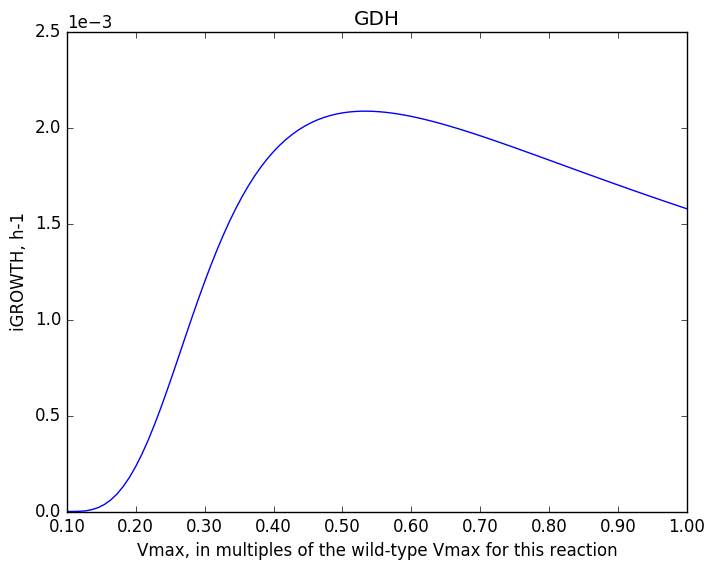 GDH
1e−3
2.5
2.0
1.5
1.0
0.5
0.0
iGROWTH, h-1
0.10 0.20 0.30 0.40 0.50 0.60 0.70 0.80 0.90 1.00
Vmax, in multiples of the wild-type Vmax for this reaction